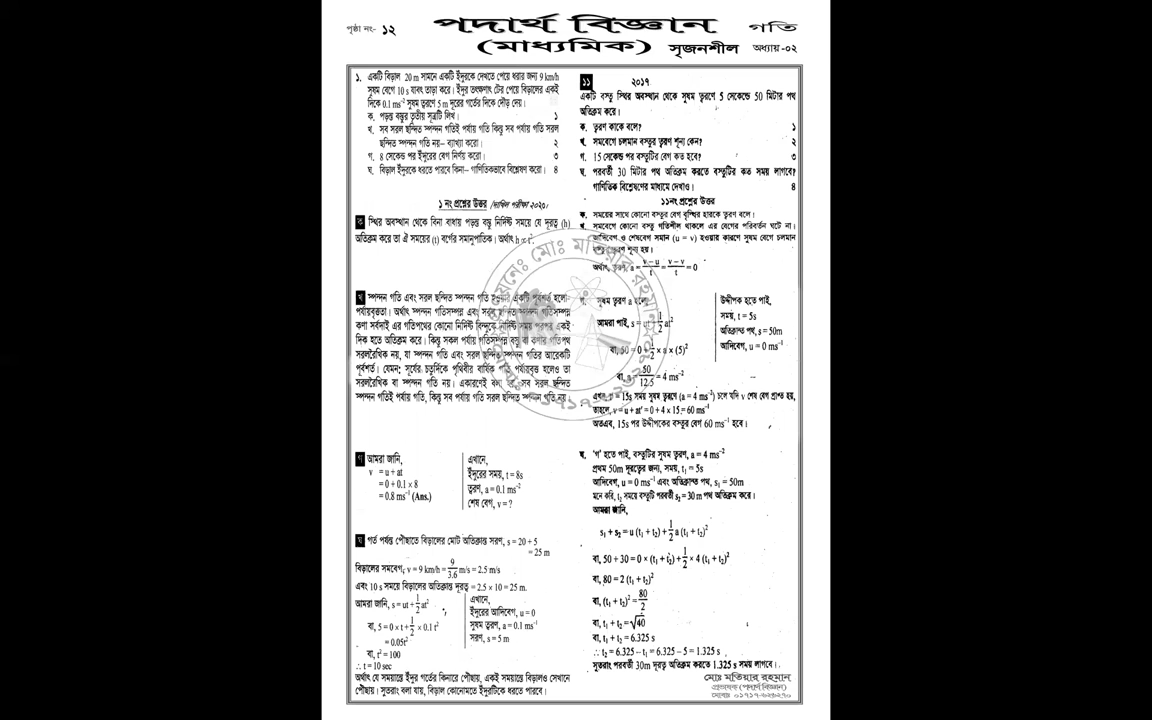 পৃষ্ঠা নং- ১২
পদার্থ বিজ্ঞান
(মাধ্যমিক)
সৃজনশীল
গতি
অধ্যায় -০২
১. একটি বিড়াল 20 m সামনে একটি ইঁদুরকে দেখতে পেয়ে ধরার জন্য 9 km/h
সুষম বেগে 10 s যাবৎ তাড়া করে। ইঁদুর তৎক্ষণাৎ টের পেয়ে বিড়ালের একই
দিকে 0.1 ms⁻² সুষম ত্বরণে 5 m দূরের গর্তের দিকে দৌড় দেয়।
ক. পড়ন্ত বস্তুর তৃতীয় সূত্রটি লিখ। ১
খ. সব সরল ছন্দিত স্পন্দন গতিই পর্যায় গতি কিন্তু সব পর্যায় গতি সরল
ছন্দিত স্পন্দন গতি নয়– ব্যাখ্যা করো। ২
গ. 8 সেকেন্ড পর ইঁদুরের বেগ নির্ণয় করো। ৩
ঘ. বিড়াল ইঁদুরকে ধরতে পারবে কিনা– গাণিতিকভাবে বিশ্লেষণ করো। ৪
১ নং প্রশ্নের উত্তর /দাখিল পরীক্ষা ২০২০/
ক স্থির অবস্থান থেকে বিনা বাধায় পড়ন্ত বস্তু নির্দিষ্ট সময়ে যে দূরত্ব (h)
অতিক্রম করে তা ঐ সময়ের (t) বর্গের সমানুপাতিক। অর্থাৎ h ∝ t²
খ স্পন্দন গতি এবং সরল ছন্দিত স্পন্দন গতি হওয়ার একটি পূর্বশর্ত হলো–
পর্যায়বৃত্ততা। অর্থাৎ স্পন্দন গতিসম্পন্ন এবং সরল স্পন্দন গতিসম্পন্ন
কণা সর্বদাই এর গতিপথের কোনো নির্দিষ্ট বিন্দুকে নির্দিষ্ট সময় পরপর একই
দিক হতে অতিক্রম করে। কিন্তু সকল পর্যায় গতিসম্পন্ন বস্তু বা কণার গতিপথ
সরলরৈখিক নয়, যা স্পন্দন গতি এবং সরল ছন্দিত স্পন্দন গতির আরেকটি
পূর্বশর্ত। যেমন: সূর্যের চতুর্দিকে পৃথিবীর বার্ষিক গতি পর্যায়বৃত্ত হলেও তা
সরলরৈখিক বা স্পন্দন গতি নয়। একারণেই বলা হয়, সব সরল ছন্দিত
স্পন্দন গতিই পর্যায় গতি, কিন্তু সব পর্যায় গতি সরল ছন্দিত স্পন্দন গতি নয়।
গ আমরা জানি,
v = u + at
= 0 + 0.1 × 8
= 0.8 ms⁻¹ (Ans.)
এখানে,
ইঁদুরের সময়, t = 8s
ত্বরণ, a = 0.1 ms⁻²
শেষ বেগ, v = ?
ঘ গর্ত পর্যন্ত পৌঁছাতে বিড়ালের মোট অতিক্রান্ত সরণ, s = 20 + 5
= 25 m
বিড়ালের সমবেগ, v = 9 km/h = 9/3.6 m/s = 2.5 m/s
এবং 10 s সময়ে বিড়ালের অতিক্রান্ত দূরত্ব = 2.5 × 10 = 25 m.
আমরা জানি, s = ut + 1/2 at²
বা, 5 = 0 × t + 1/2 × 0.1 t²
= 0.05t²
বা, t² = 100
∴ t = 10 sec
এখানে,
ইঁদুরের আদিবেগ, u = 0
সুষম ত্বরণ, a = 0.1 ms⁻¹
সরণ, s = 5 m
অর্থাৎ যে সময়ান্তে ইঁদুর গর্তের কিনারে পৌঁছায়, একই সময়ান্তে বিড়ালও সেখানে
পৌঁছায়। সুতরাং বলা যায়, বিড়াল কোনোমতে ইঁদুরটিকে ধরতে পারবে।
১১ ২০১৭
একটি বস্তু স্থির অবস্থান থেকে সুষম ত্বরণে 5 সেকেন্ডে 50 মিটার পথ
অতিক্রম করে।
ক. ত্বরণ কাকে বলে? ১
খ. সমবেগে চলমান বস্তুর ত্বরণ শূন্য কেন? ২
গ. 15 সেকেন্ড পর বস্তুটির বেগ কত হবে? ৩
ঘ. পরবর্তী 30 মিটার পথ অতিক্রম করতে বস্তুটির কত সময় লাগবে?
গাণিতিক বিশ্লেষণের মাধ্যমে দেখাও। ৪
১১নং প্রশ্নের উত্তর
ক. সময়ের সাথে কোনো বস্তুর বেগ বৃদ্ধির হারকে ত্বরণ বলে।
খ. সমবেগে কোনো বস্তু গতিশীল থাকলে এর বেগের পরিবর্তন ঘটে না।
আদিবেগ ও শেষবেগ সমান (u = v) হওয়ার কারণে সুষম বেগে চলমান
বস্তুর ত্বরণ শূন্য হয়।
অর্থাৎ, ত্বরণ, a = v – u/t = v – v/t = 0
গ. সুষম ত্বরণ a হলে,
আমরা পাই, s = ut + 1/2 at²
বা, 50 = 0 + 1/2 × a × (5)²
বা, a = 50/12.5 = 4 ms⁻²
উদ্দীপক হতে পাই,
সময়, t = 5s
অতিক্রান্ত পথ, s = 50m
আদিবেগ, u = 0 ms⁻¹
এখন, t' = 15s সময় সুষম ত্বরণে (a = 4 ms⁻²) চলে যদি v শেষ বেগ প্রাপ্ত হয়,
তাহলে, v = u + at' = 0 + 4 × 15 = 60 ms⁻¹
অতএব, 15s পর উদ্দীপকের বস্তুর বেগ 60 ms⁻¹ হবে।
ঘ. 'গ' হতে পাই, বস্তুটির সুষম ত্বরণ, a = 4 ms⁻²
প্রথম 50m দূরত্বের জন্য, সময়, t₁ = 5s
আদিবেগ, u = 0 ms⁻¹ এবং অতিক্রান্ত পথ, s₁ = 50m
মনে করি, t₂ সময়ে বস্তুটি পরবর্তী s₂ = 30 m পথ অতিক্রম করে।
আমরা জানি,
s₁ + s₂ = u (t₁ + t₂) + 1/2 a (t₁ + t₂)²
বা, 50 + 30 = 0 × (t₁ + t₂) + 1/2 × 4 (t₁ + t₂)²
বা, 80 = 2 (t₁ + t₂)²
বা, (t₁ + t₂)² = 80/2
বা, t₁ + t₂ = √40
বা, t₁ + t₂ = 6.325 s
∴ t₂ = 6.325 – t₁ = 6.325 – 5 = 1.325 s
সুতরাং পরবর্তী 30m দূরত্ব অতিক্রম করতে 1.325 s সময় লাগবে।
মোঃ মতিয়ার রহমান
প্রভাষক (পদার্থ বিজ্ঞান)